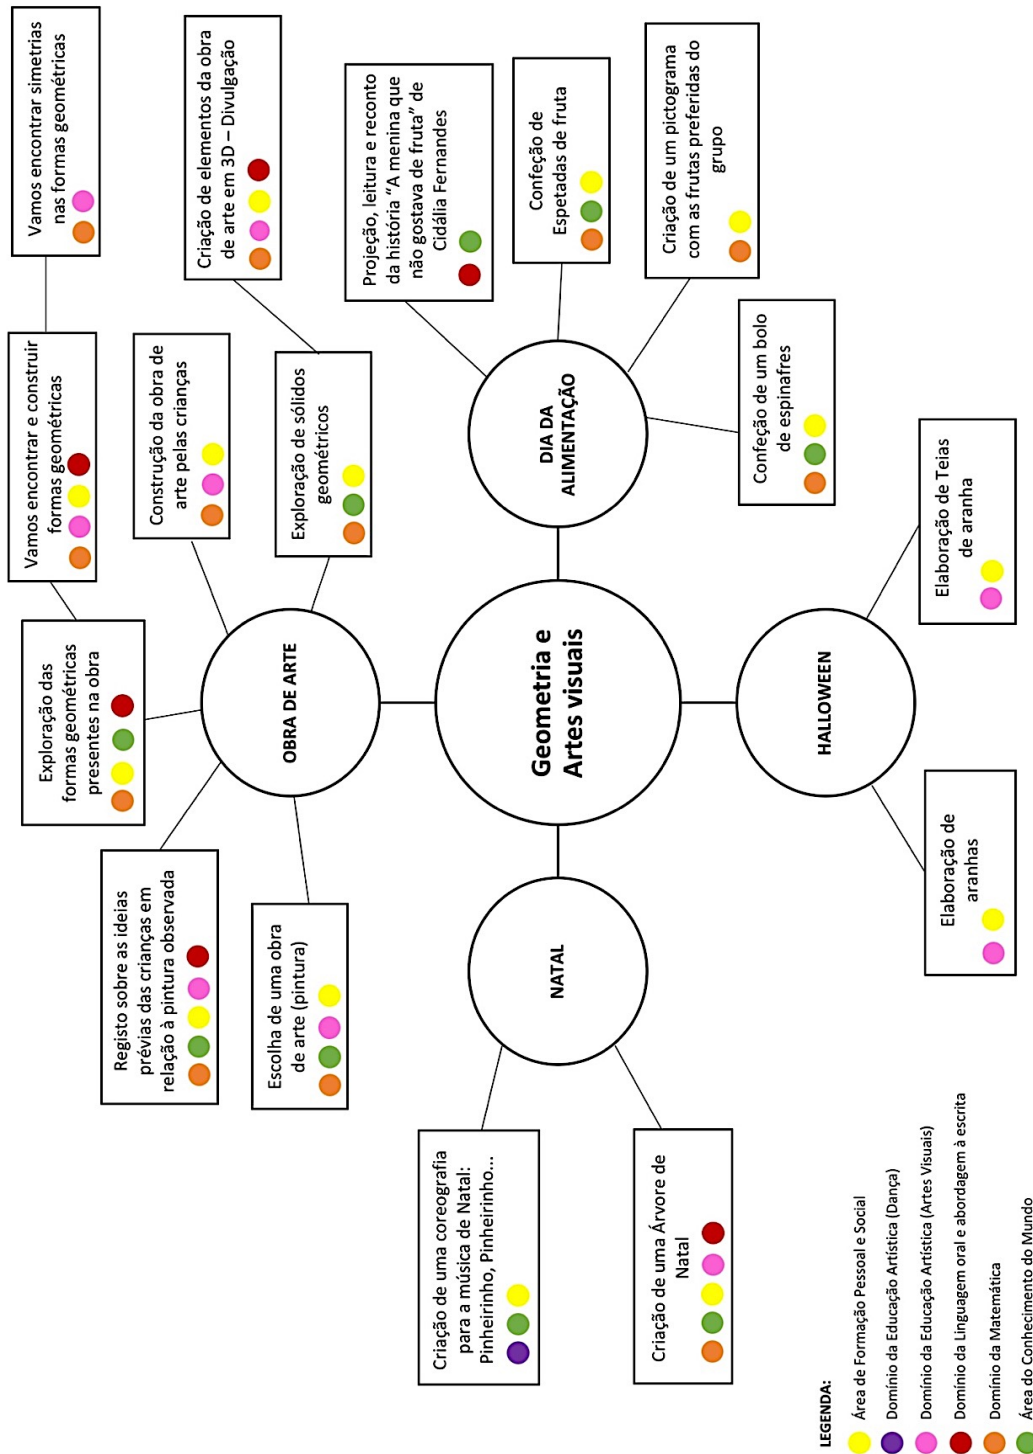 Vamos encontrar simetrias
nas formas geométricas
Vamos encontrar e construir
formas geométricas
Exploração das
formas geométricas
presentes na obra
Registo sobre as ideias
prévias das crianças em
relação à pintura observada
Escolha de uma obra
de arte (pintura)
Construção da obra de
arte pelas crianças
Exploração de sólidos
geométricos
Criação de elementos da obra
de arte em 3D – Divulgação
OBRA DE ARTE
Projeção, leitura e reconto
da história “A menina que
não gostava de fruta” de
Cidália Fernandes
Confeção de
Espetadas de fruta
Criação de um pictograma
com as frutas preferidas do
grupo
Confeção de um bolo
de espinafres
DIA DA
ALIMENTAÇÃO
Geometria e
Artes visuais
NATAL
Criação de uma coreografia
para a música de Natal:
Pinheirinho, Pinheirinho...
Criação de uma Árvore de
Natal
HALLOWEEN
Elaboração de
aranhas
Elaboração de Teias
de aranha
LEGENDA:
Área de Formação Pessoal e Social
Domínio da Educação Artística (Dança)
Domínio da Educação Artística (Artes Visuais)
Domínio da Linguagem oral e abordagem à escrita
Domínio da Matemática
Área do Conhecimento do Mundo